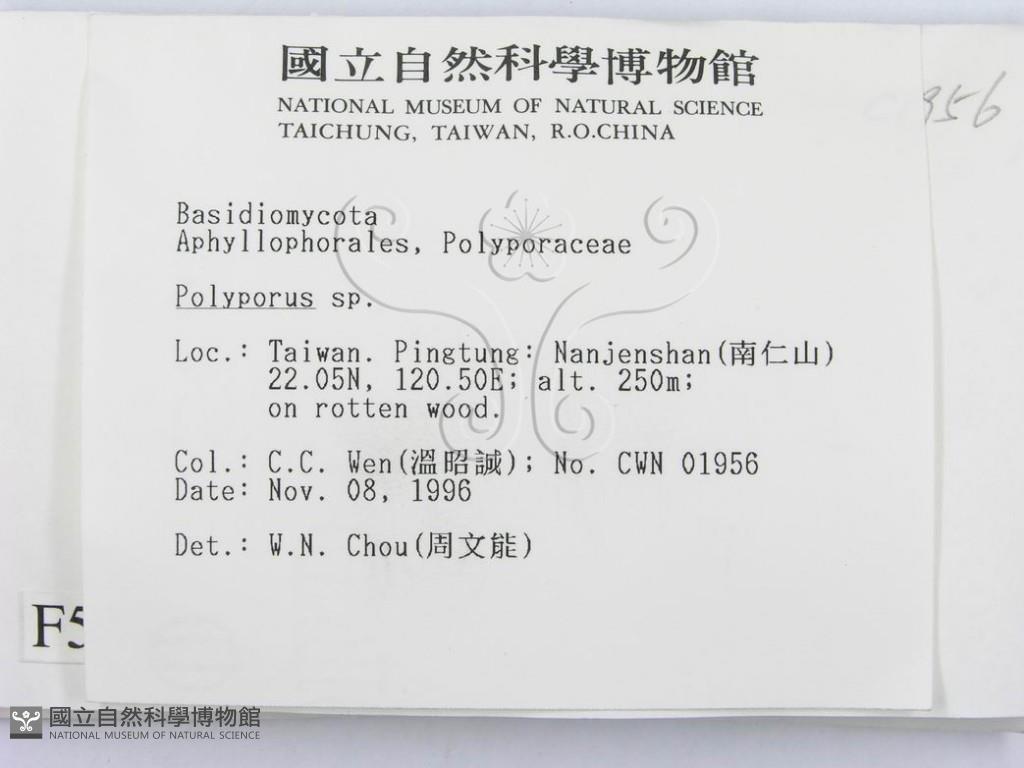 國立自然科學博物館
NATIONAL MUSEUM OF NATURAL SCIENCE
TAICHUNG, TAIWAN, R.O.CHINA
956
Basidiomycota
Aphyllophorales, Polyporaceae
Polyporus sp.
Loc.: Taiwan. Pingtung: Nanjenshan(南仁山)
22.05N, 120.50E; alt. 250m;
on rotten wood.
Col.: C.C. Wen(溫昭誠); No. CWN 01956
Date: Nov. 08, 1996
Det.: W.N. Chou(周文能)
F5
國立自然科學博物館
NATIONAL MUSEUM OF NATURAL SCIENCE